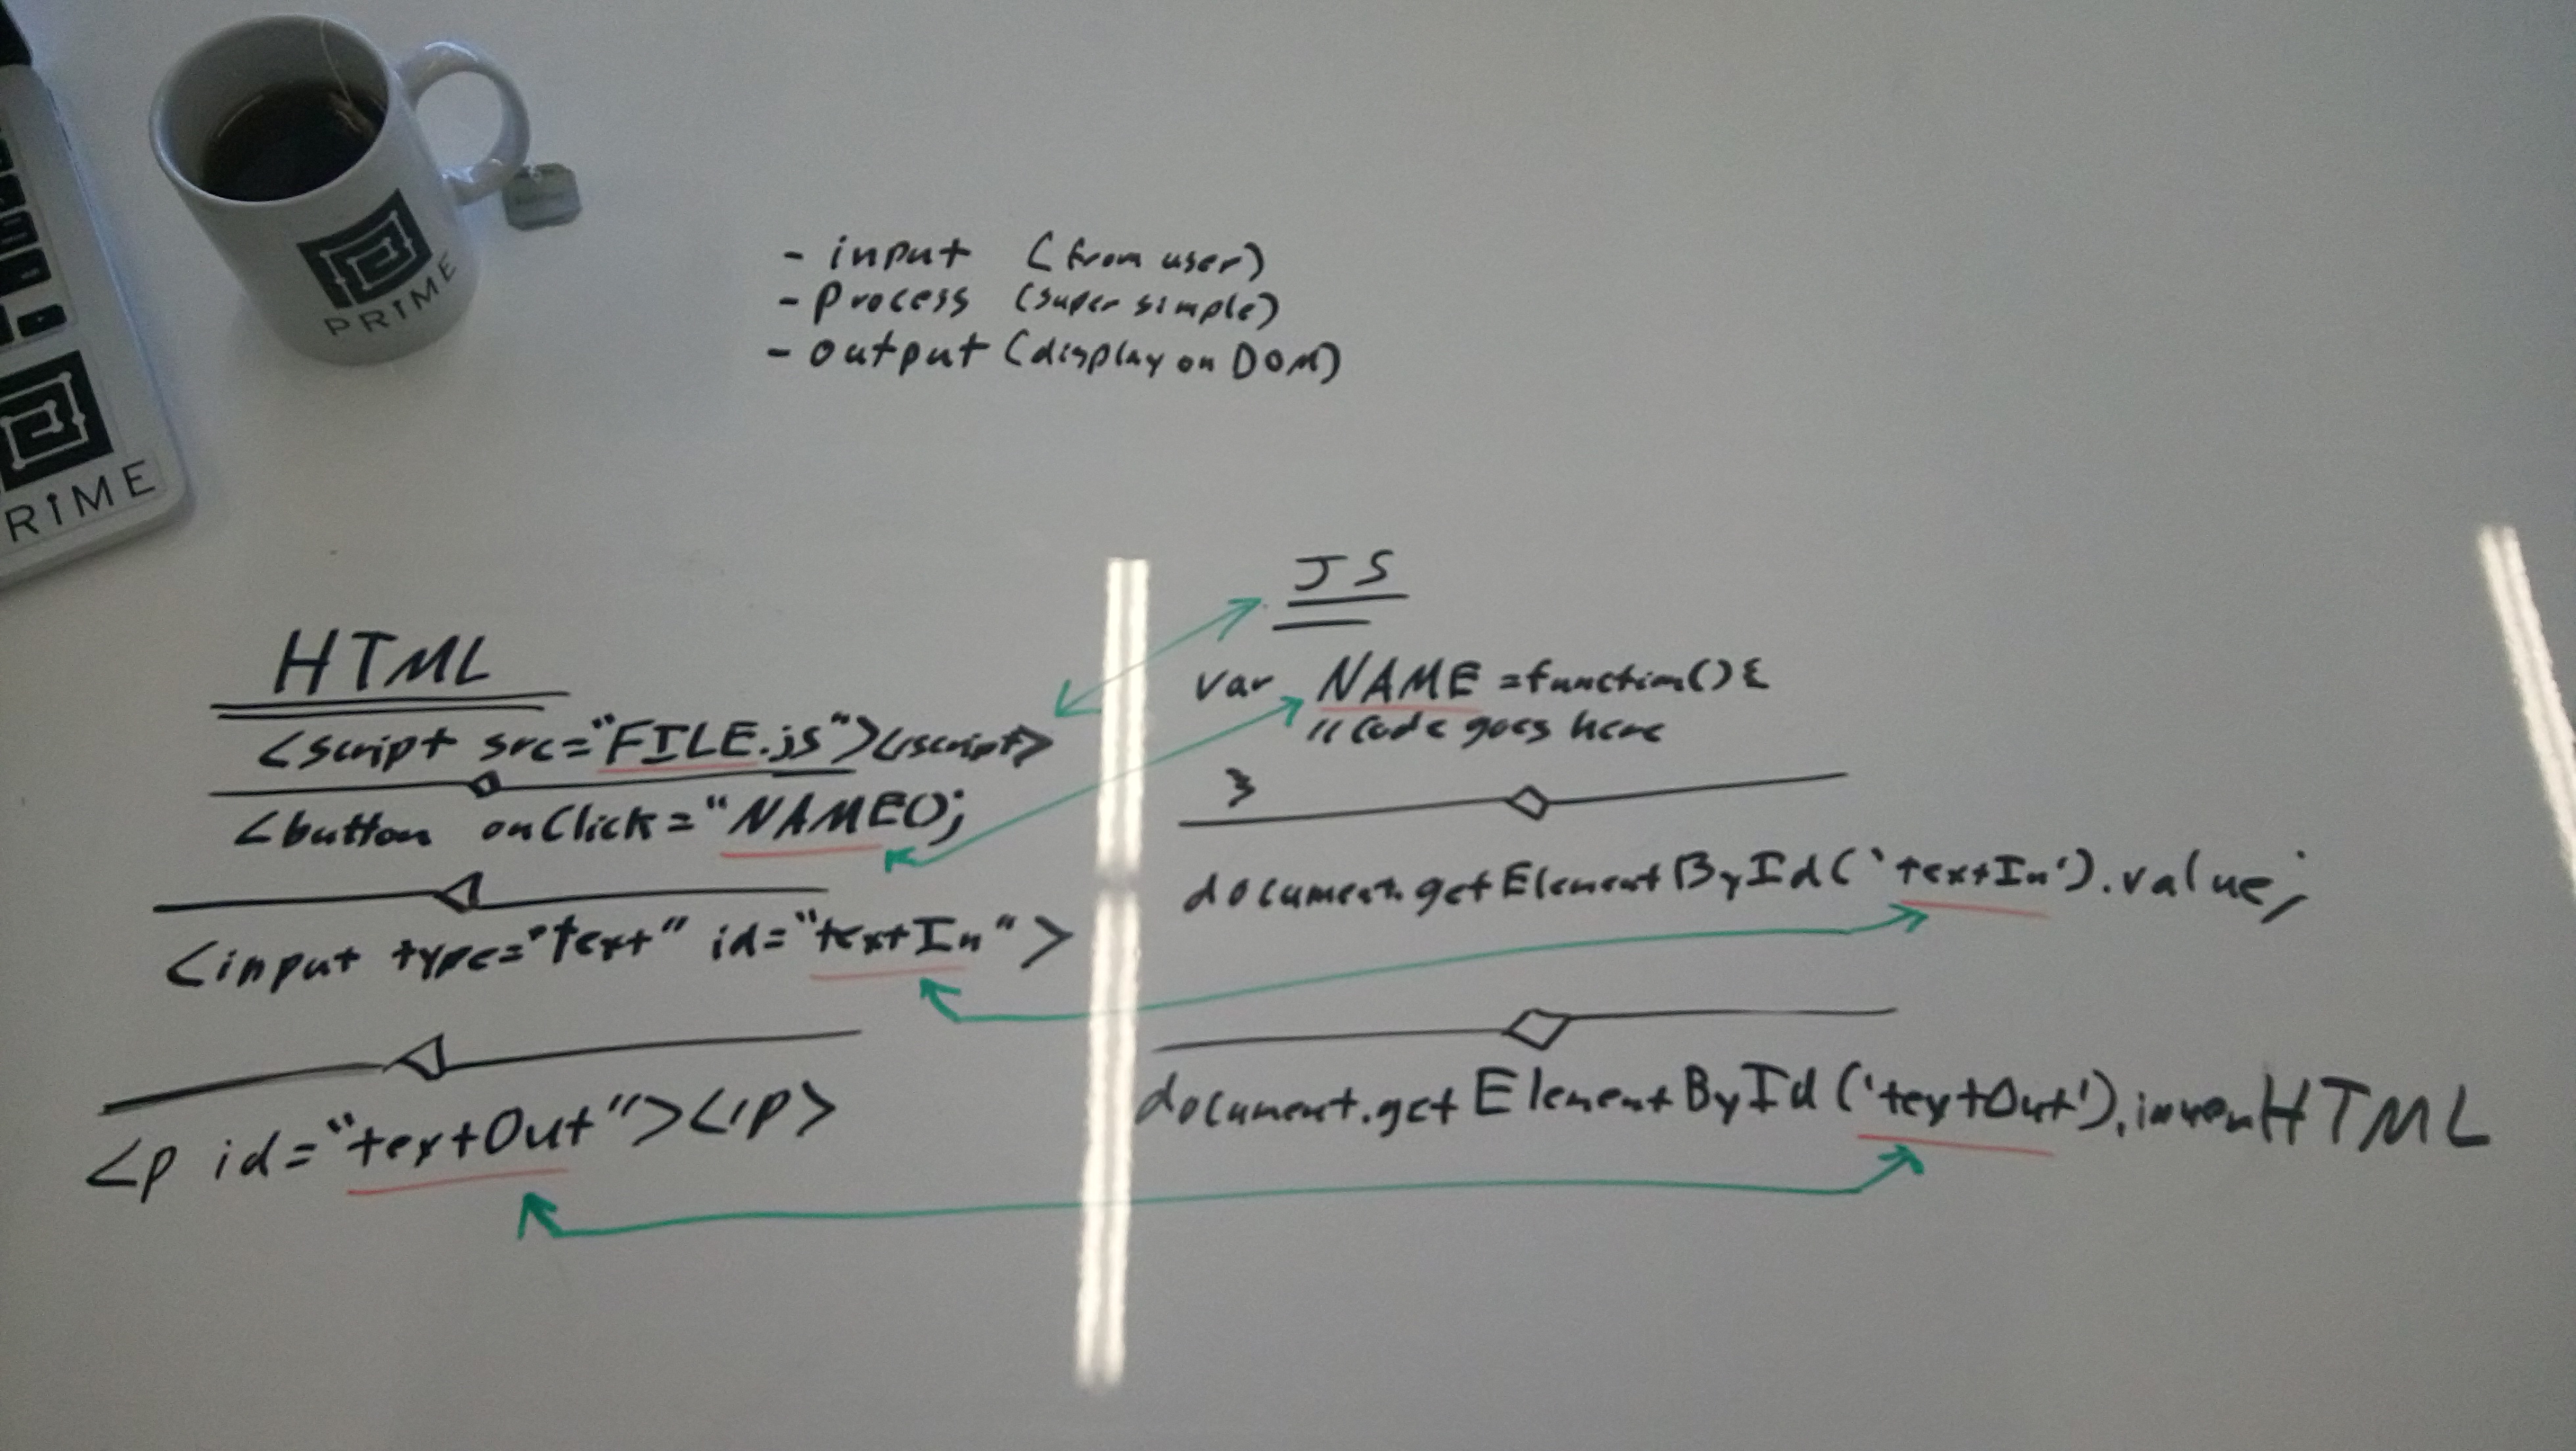 PRIME
PRIME
- input (from user)
- process (super simple)
- output (display on DOM)
HTML
<script src="FILE.js"></script>
<button onClick="NAME();
<input type="text" id="textIn">
<p id="textOut"></p>
JS
var NAME = function(){
// code goes here
}
document.getElementById('textIn').value;
document.getElementById('textOut').innerHTML